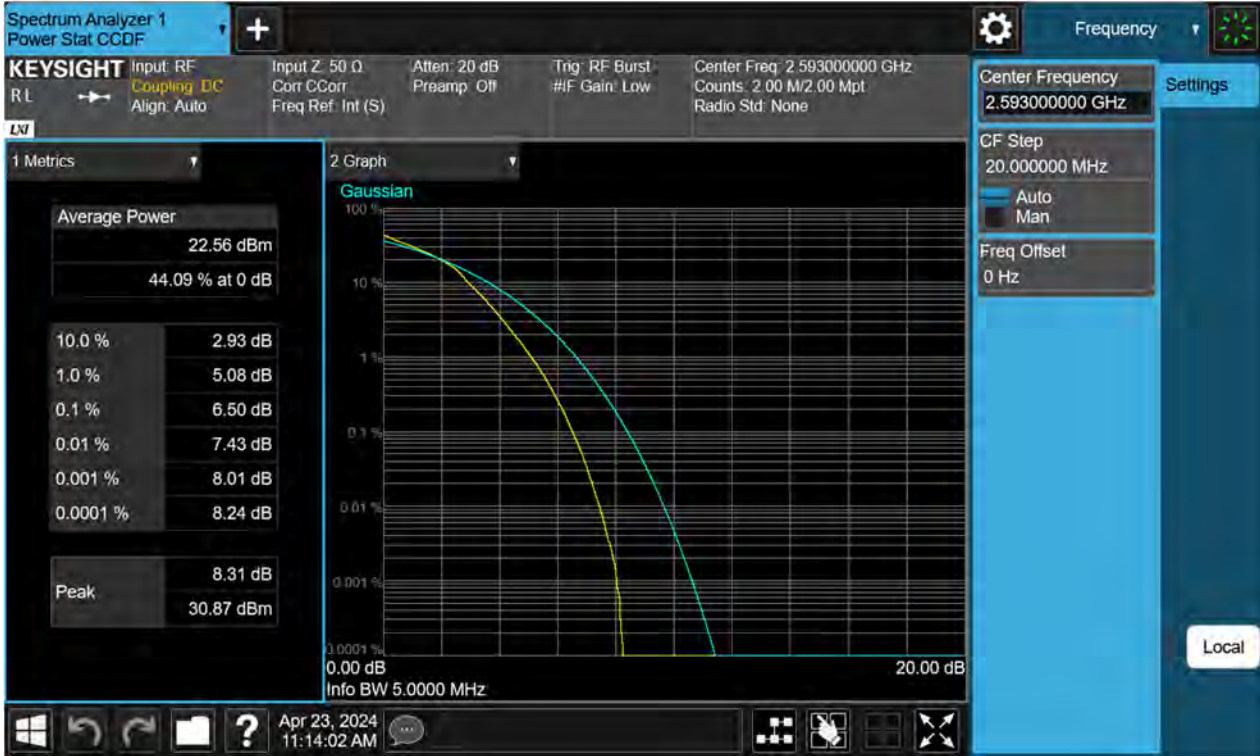 Spectrum Analyzer 1
Power Stat CCDF
+
Frequency
KEYSIGHT
R L
LXI
Input: RF
Coupling: DC
Align: Auto
Input Z: 50 Ω
Corr CCorr
Freq Ref: Int (S)
Atten: 20 dB
Preamp: Off
Trig: RF Burst
#IF Gain: Low
Center Freq: 2.593000000 GHz
Counts: 2.00 M/2.00 Mpt
Radio Std: None
Center Frequency
2.593000000 GHz
Settings
CF Step
20.000000 MHz
Auto
Man
Freq Offset
0 Hz
Local
1 Metrics
Average Power
22.56 dBm
44.09 % at 0 dB
10.0 % 2.93 dB
1.0 % 5.08 dB
0.1 % 6.50 dB
0.01 % 7.43 dB
0.001 % 8.01 dB
0.0001 % 8.24 dB
Peak
8.31 dB
30.87 dBm
2 Graph
Gaussian
100 %
10 %
1 %
0.1 %
0.01 %
0.001 %
0.0001 %
0.00 dB 20.00 dB
Info BW 5.0000 MHz
?
Apr 23, 2024
11:14:02 AM